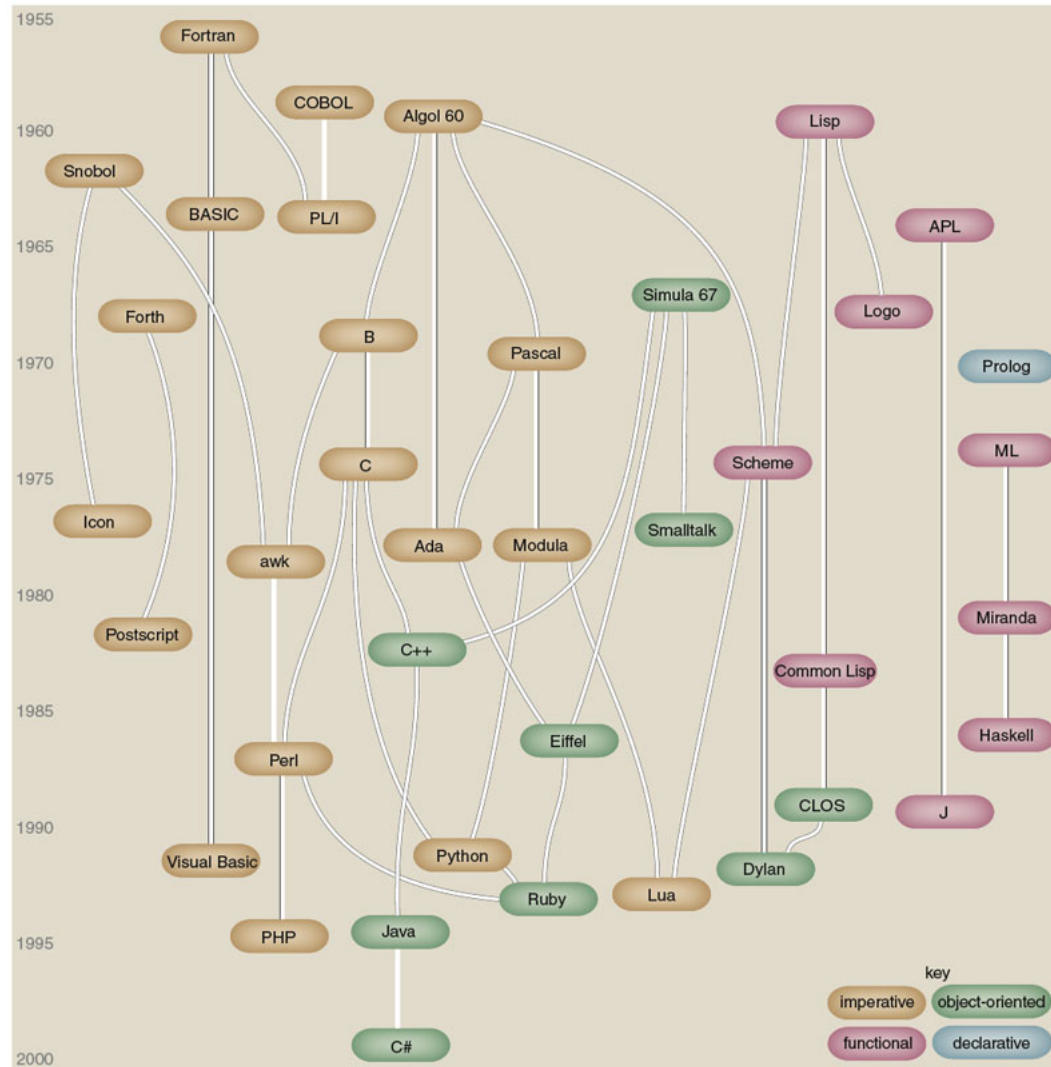 1955
Fortran
COBOL
Algol 60
1960
Lisp
Snobol
BASIC
PL/I
APL
1965
Simula 67
Forth
Logo
B
Pascal
1970
Prolog
C
Scheme
ML
1975
Icon
Ada
Modula
Smalltalk
awk
1980
Postscript
Miranda
C++
Common Lisp
1985
Eiffel
Haskell
Perl
CLOS
J
1990
Visual Basic
Python
Dylan
Ruby
Lua
PHP
Java
1995
key
imperative
object-oriented
functional
declarative
C#
2000